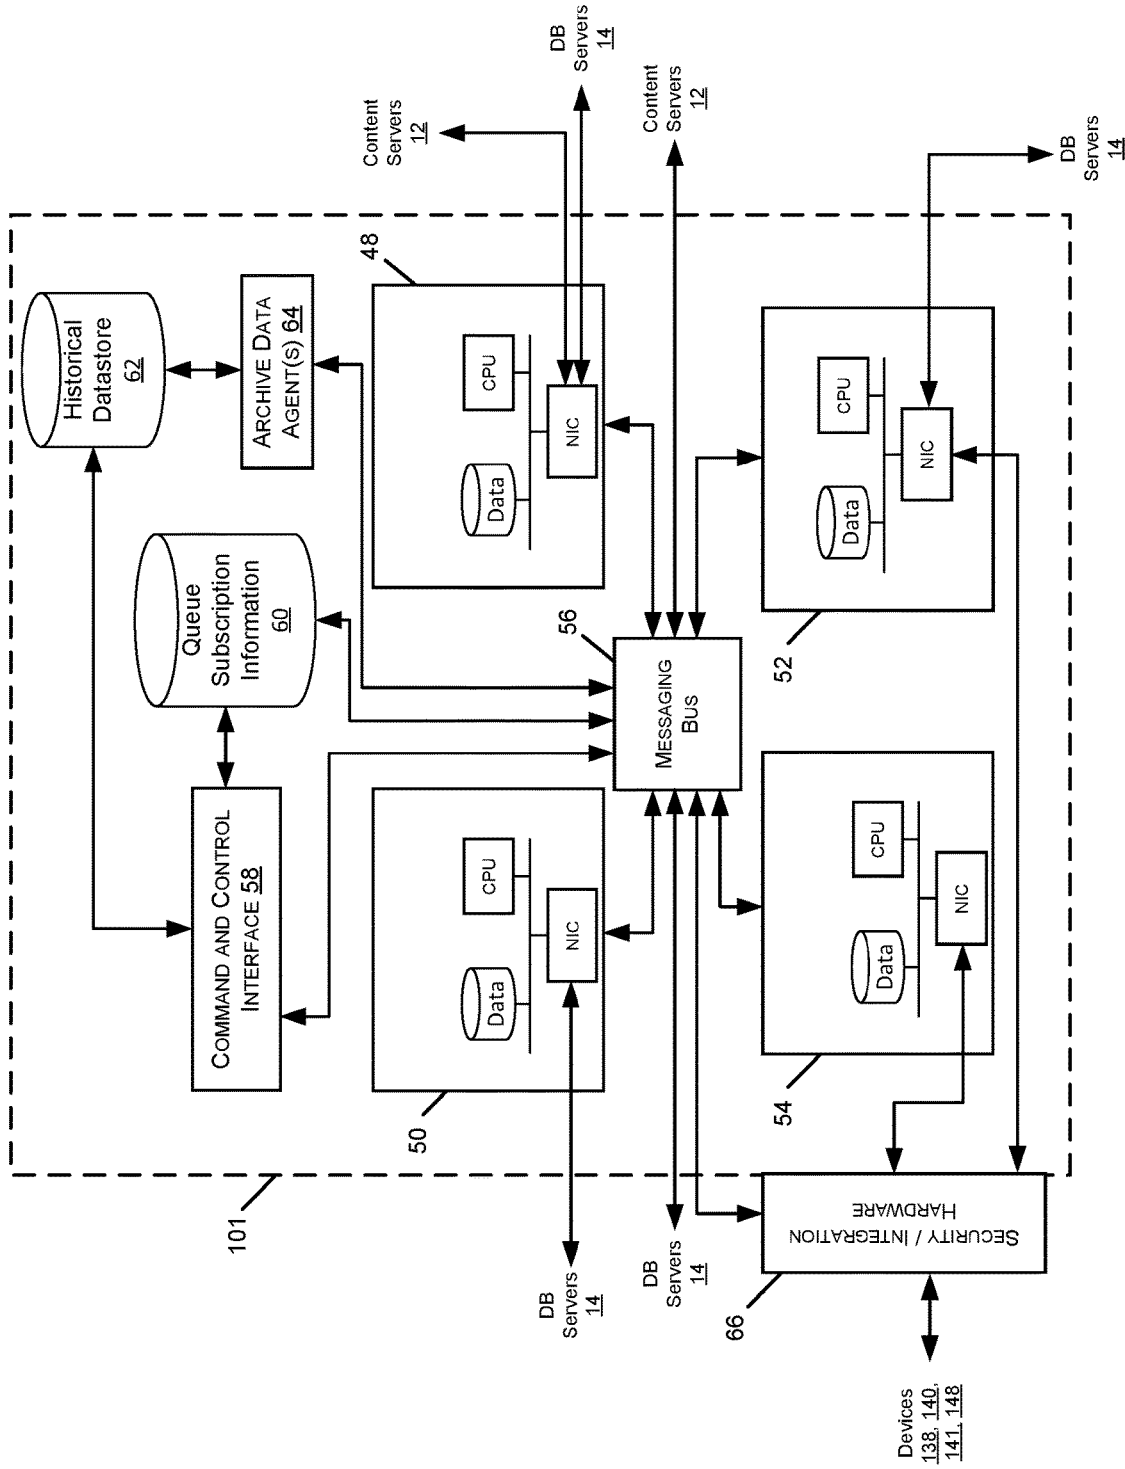 Historical
Datastore
62
Queue
Subscription
Information
60
COMMAND AND CONTROL
INTERFACE 58
ARCHIVE DATA
AGENT(S) 64
101
50
CPU
Data
NIC
DB
Servers
14
48
CPU
Data
NIC
Content
Servers
12
DB
Servers
14
56
MESSAGING
BUS
Content
Servers
12
DB
Servers
14
54
CPU
Data
NIC
52
CPU
Data
NIC
DB
Servers
14
66
SECURITY / INTEGRATION
HARDWARE
Devices
138, 140,
141, 148